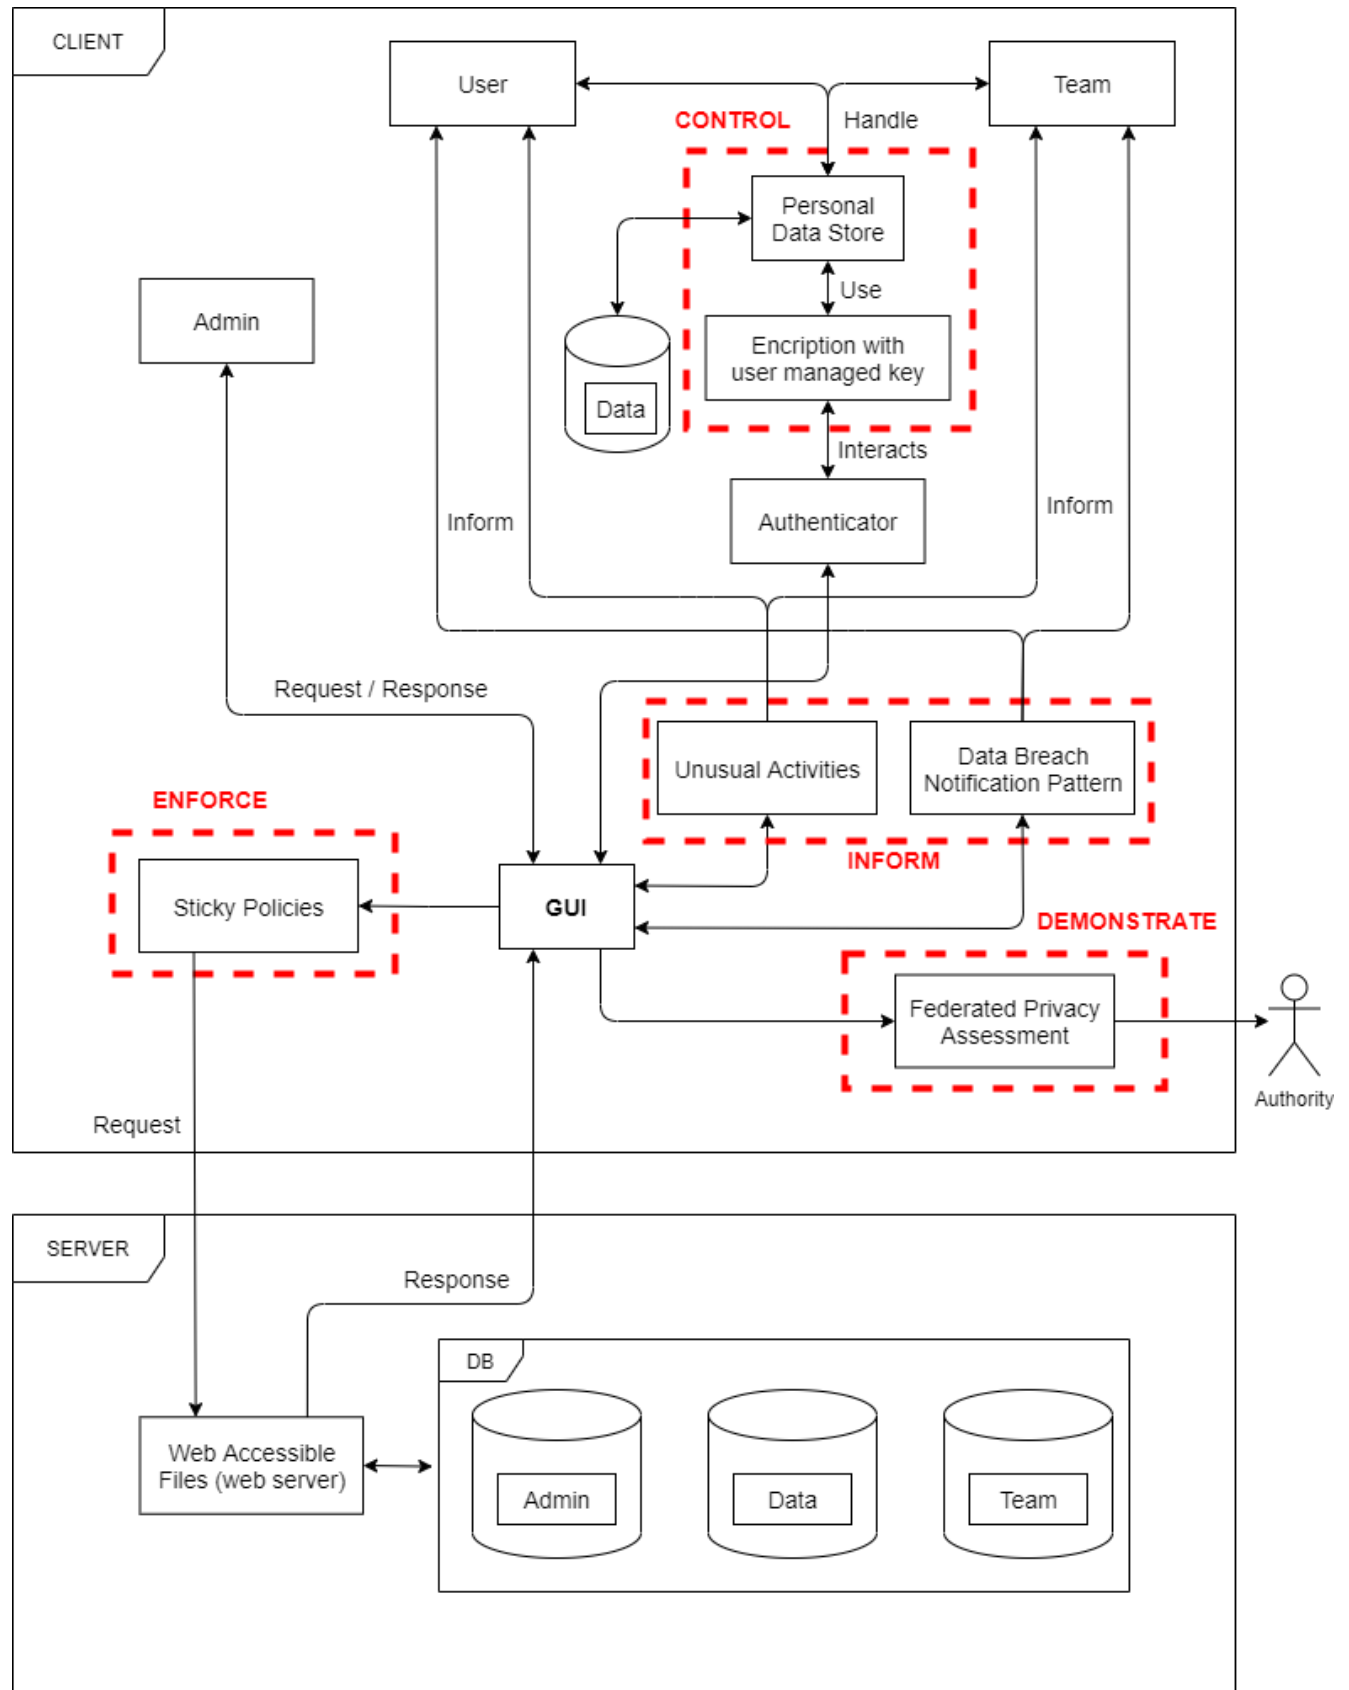 CLIENT
User
Team
CONTROL
Handle
Personal
Data Store
Use
Admin
Encription with
user managed key
Data
Interacts
Authenticator
Inform
Inform
Request / Response
Unusual Activities
Data Breach
Notification Pattern
ENFORCE
INFORM
Sticky Policies
GUI
DEMONSTRATE
Federated Privacy
Assessment
Authority
Request
SERVER
Response
DB
Web Accessible
Files (web server)
Admin
Data
Team